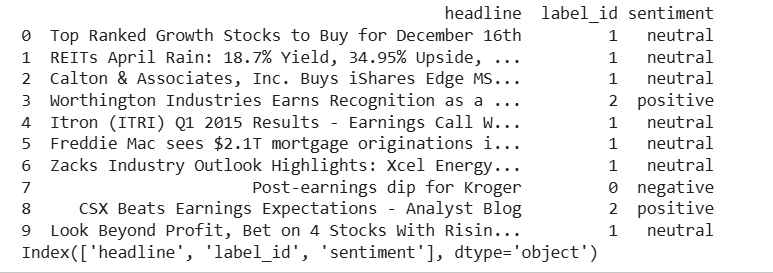 headline label_id sentiment
0 Top Ranked Growth Stocks to Buy for December 16th 1 neutral
1 REITs April Rain: 18.7% Yield, 34.95% Upside, ... 1 neutral
2 Calton & Associates, Inc. Buys iShares Edge MS... 1 neutral
3 Worthington Industries Earns Recognition as a ... 2 positive
4 Itron (ITRI) Q1 2015 Results - Earnings Call W... 1 neutral
5 Freddie Mac sees $2.1T mortgage originations i... 1 neutral
6 Zacks Industry Outlook Highlights: Xcel Energy... 1 neutral
7 Post-earnings dip for Kroger 0 negative
8 CSX Beats Earnings Expectations - Analyst Blog 2 positive
9 Look Beyond Profit, Bet on 4 Stocks With Risin... 1 neutral
Index(['headline', 'label_id', 'sentiment'], dtype='object')